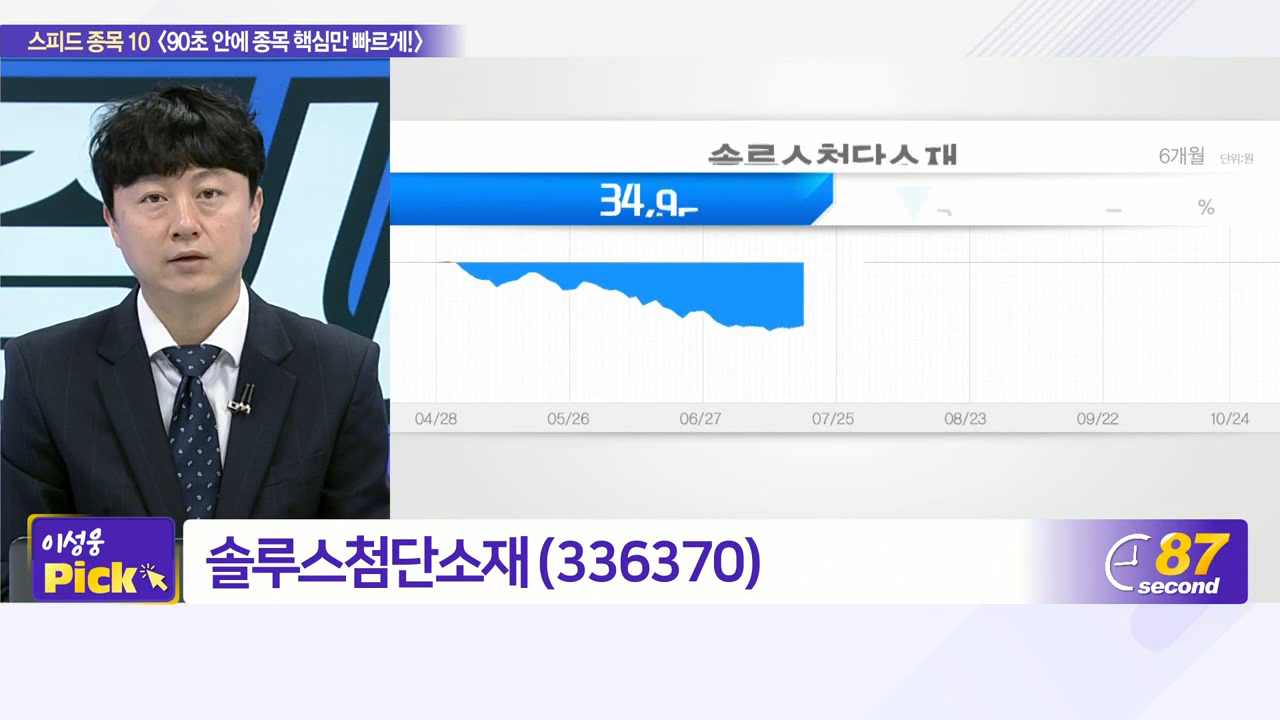 스피드 종목 10 〈90초 안에 종목 핵심만 빠르게!〉
6개월 단위:원
%
04/28 05/26 06/27 07/25 08/23 09/22 10/24
이성웅
Pick
솔루스첨단소재 (336370)
87
second